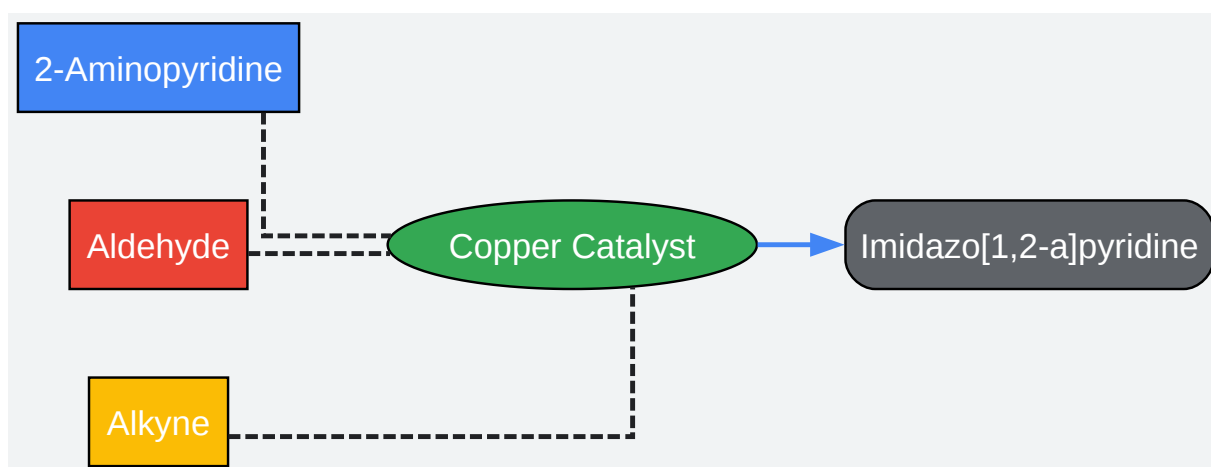 2-Aminopyridine
Aldehyde
Copper Catalyst
Imidazo[1,2-a]pyridine
Alkyne